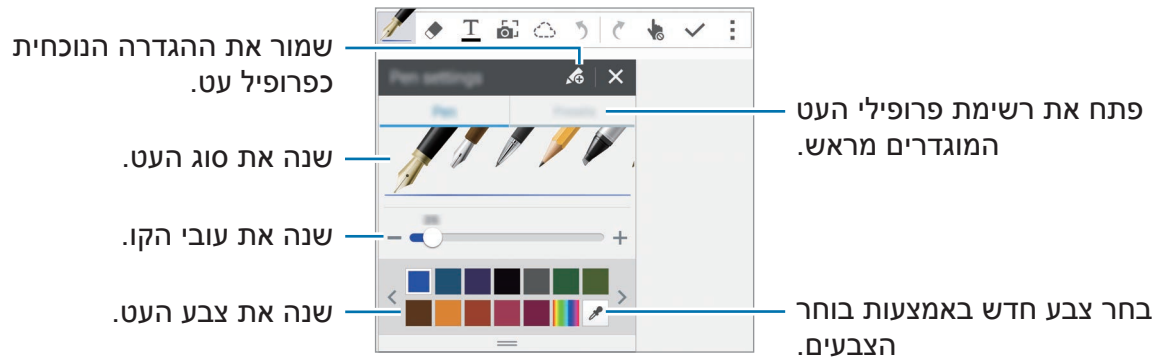 שמור את ההגדרה הנוכחית
כפרופיל עט.
פתח את רשימת פרופילי העט
המוגדרים מראש.
שנה את סוג העט.
שנה את עובי הקו.
שנה את צבע העט.
בחר צבע חדש באמצעות בוחר
הצבעים.
T
Pen settings
Pen